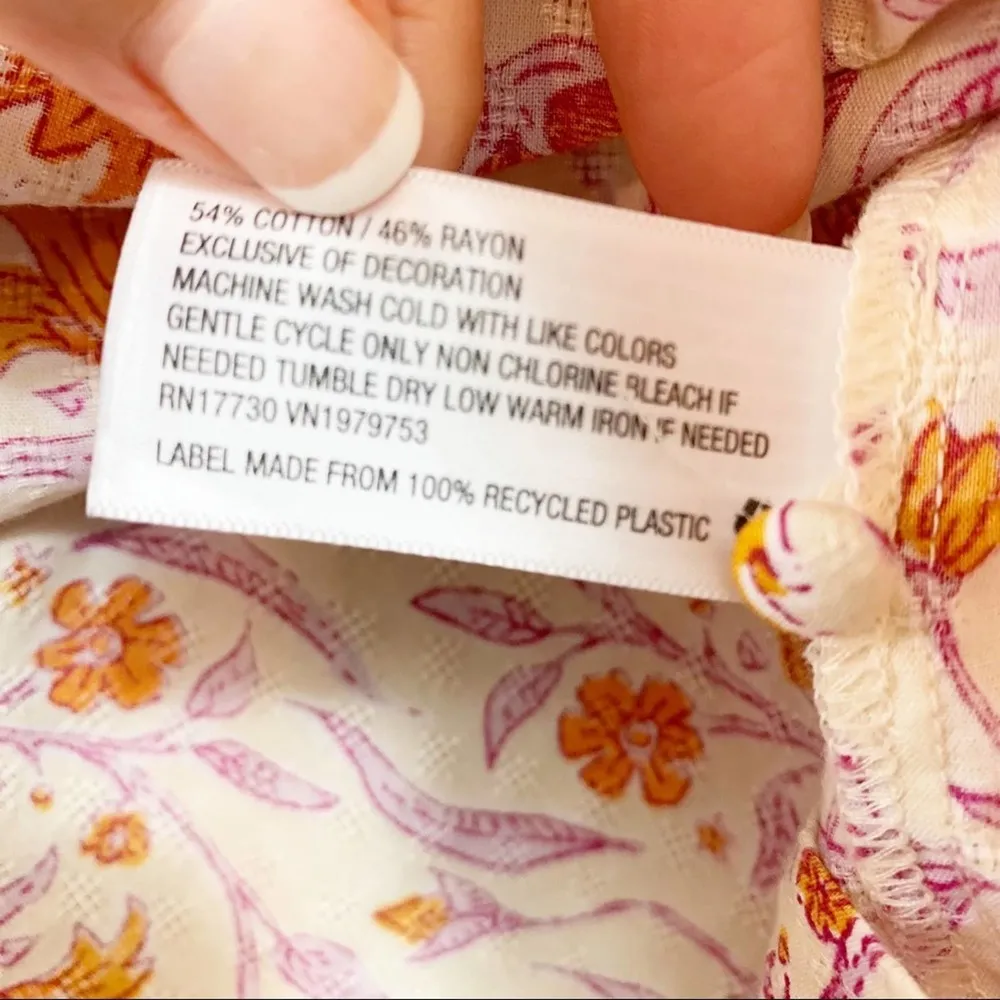 54% COTTON / 46% RAYON
EXCLUSIVE OF DECORATION
MACHINE WASH COLD WITH LIKE COLORS
GENTLE CYCLE ONLY NON CHLORINE BLEACH IF
NEEDED TUMBLE DRY LOW WARM IRON IF NEEDED
RN17730 VN1979753
LABEL MADE FROM 100% RECYCLED PLASTIC